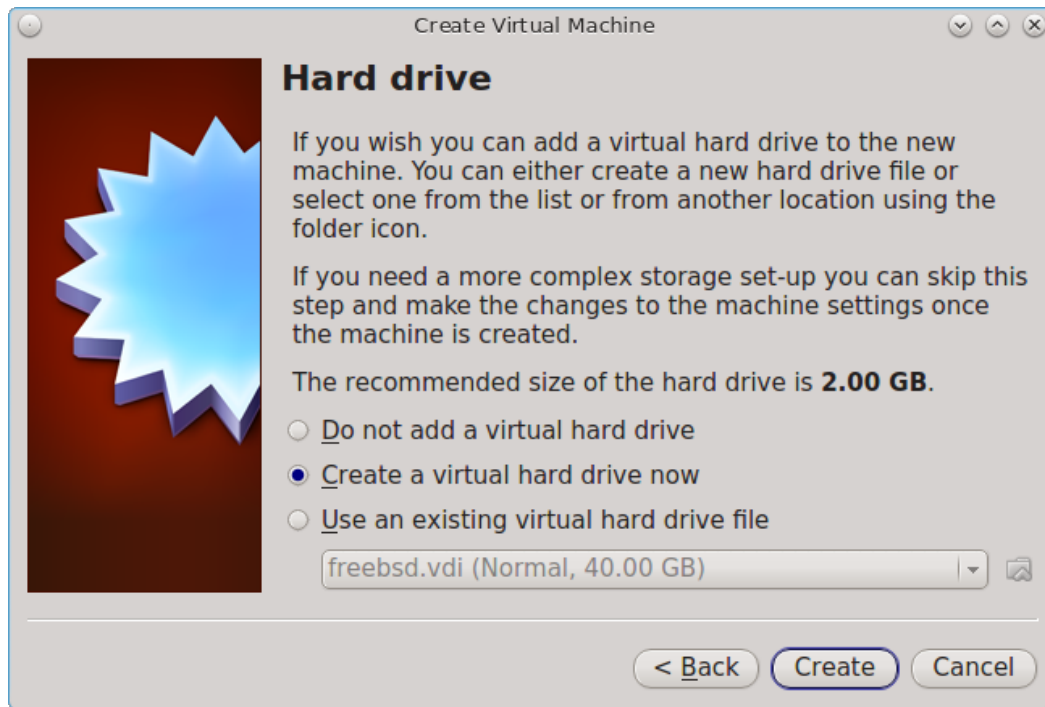 Create Virtual Machine
Hard drive
If you wish you can add a virtual hard drive to the new
machine. You can either create a new hard drive file or
select one from the list or from another location using the
folder icon.
If you need a more complex storage set-up you can skip this
step and make the changes to the machine settings once
the machine is created.
The recommended size of the hard drive is 2.00 GB.
Do not add a virtual hard drive
Create a virtual hard drive now
Use an existing virtual hard drive file
freebsd.vdi (Normal, 40.00 GB)
< Back Create Cancel